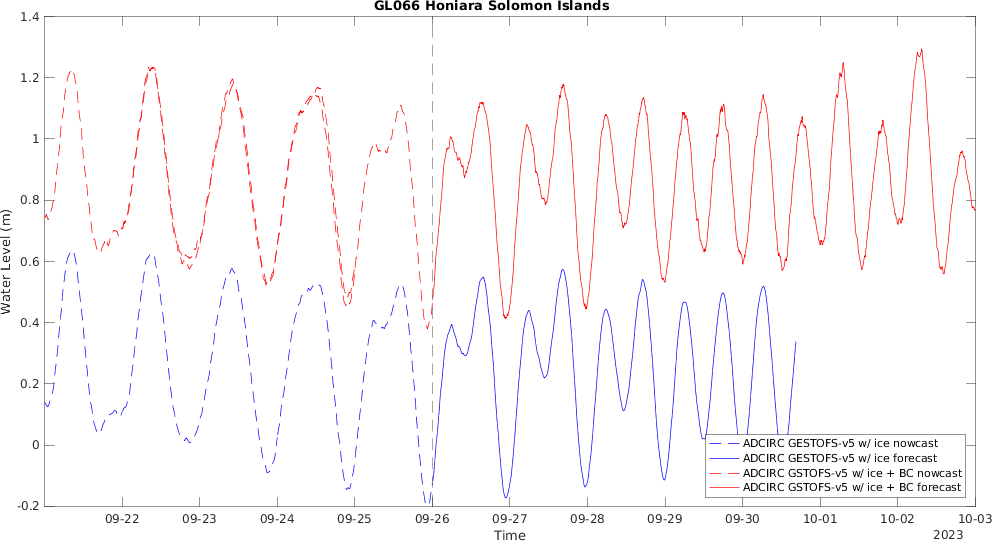 GL066 Honiara Solomon Islands
1.4
1.2
1
0.8
0.6
0.4
0.2
0
-0.2
Water Level (m)
09-22 09-23 09-24 09-25 09-26 09-27 09-28 09-29 09-30 10-01 10-02 10-03
Time
2023
ADCIRC GESTOFS-v5 w/ ice nowcast
ADCIRC GESTOFS-v5 w/ ice forecast
ADCIRC GSTOFS-v5 w/ ice + BC nowcast
ADCIRC GSTOFS-v5 w/ ice + BC forecast